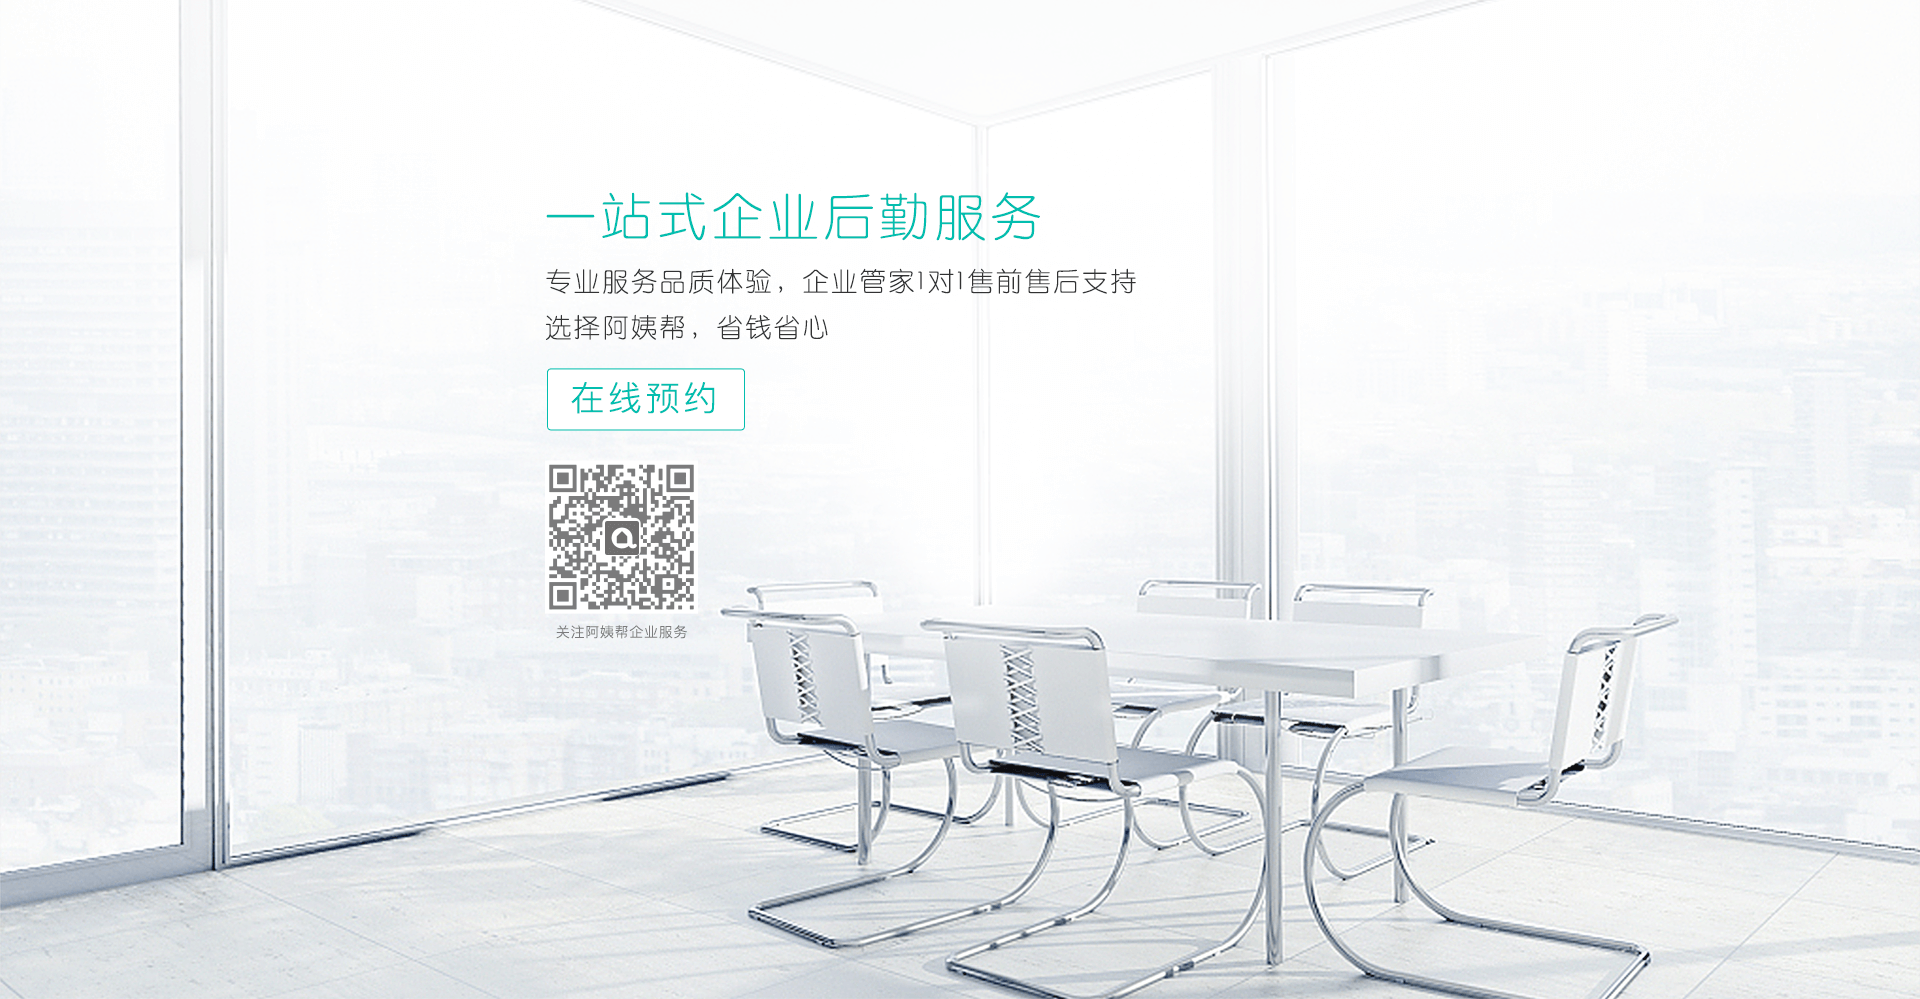 一站式企业后勤服务
专业服务品质体验，企业管家1对1售前售后支持
选择阿姨帮，省钱省心
在线预约
关注阿姨帮企业服务